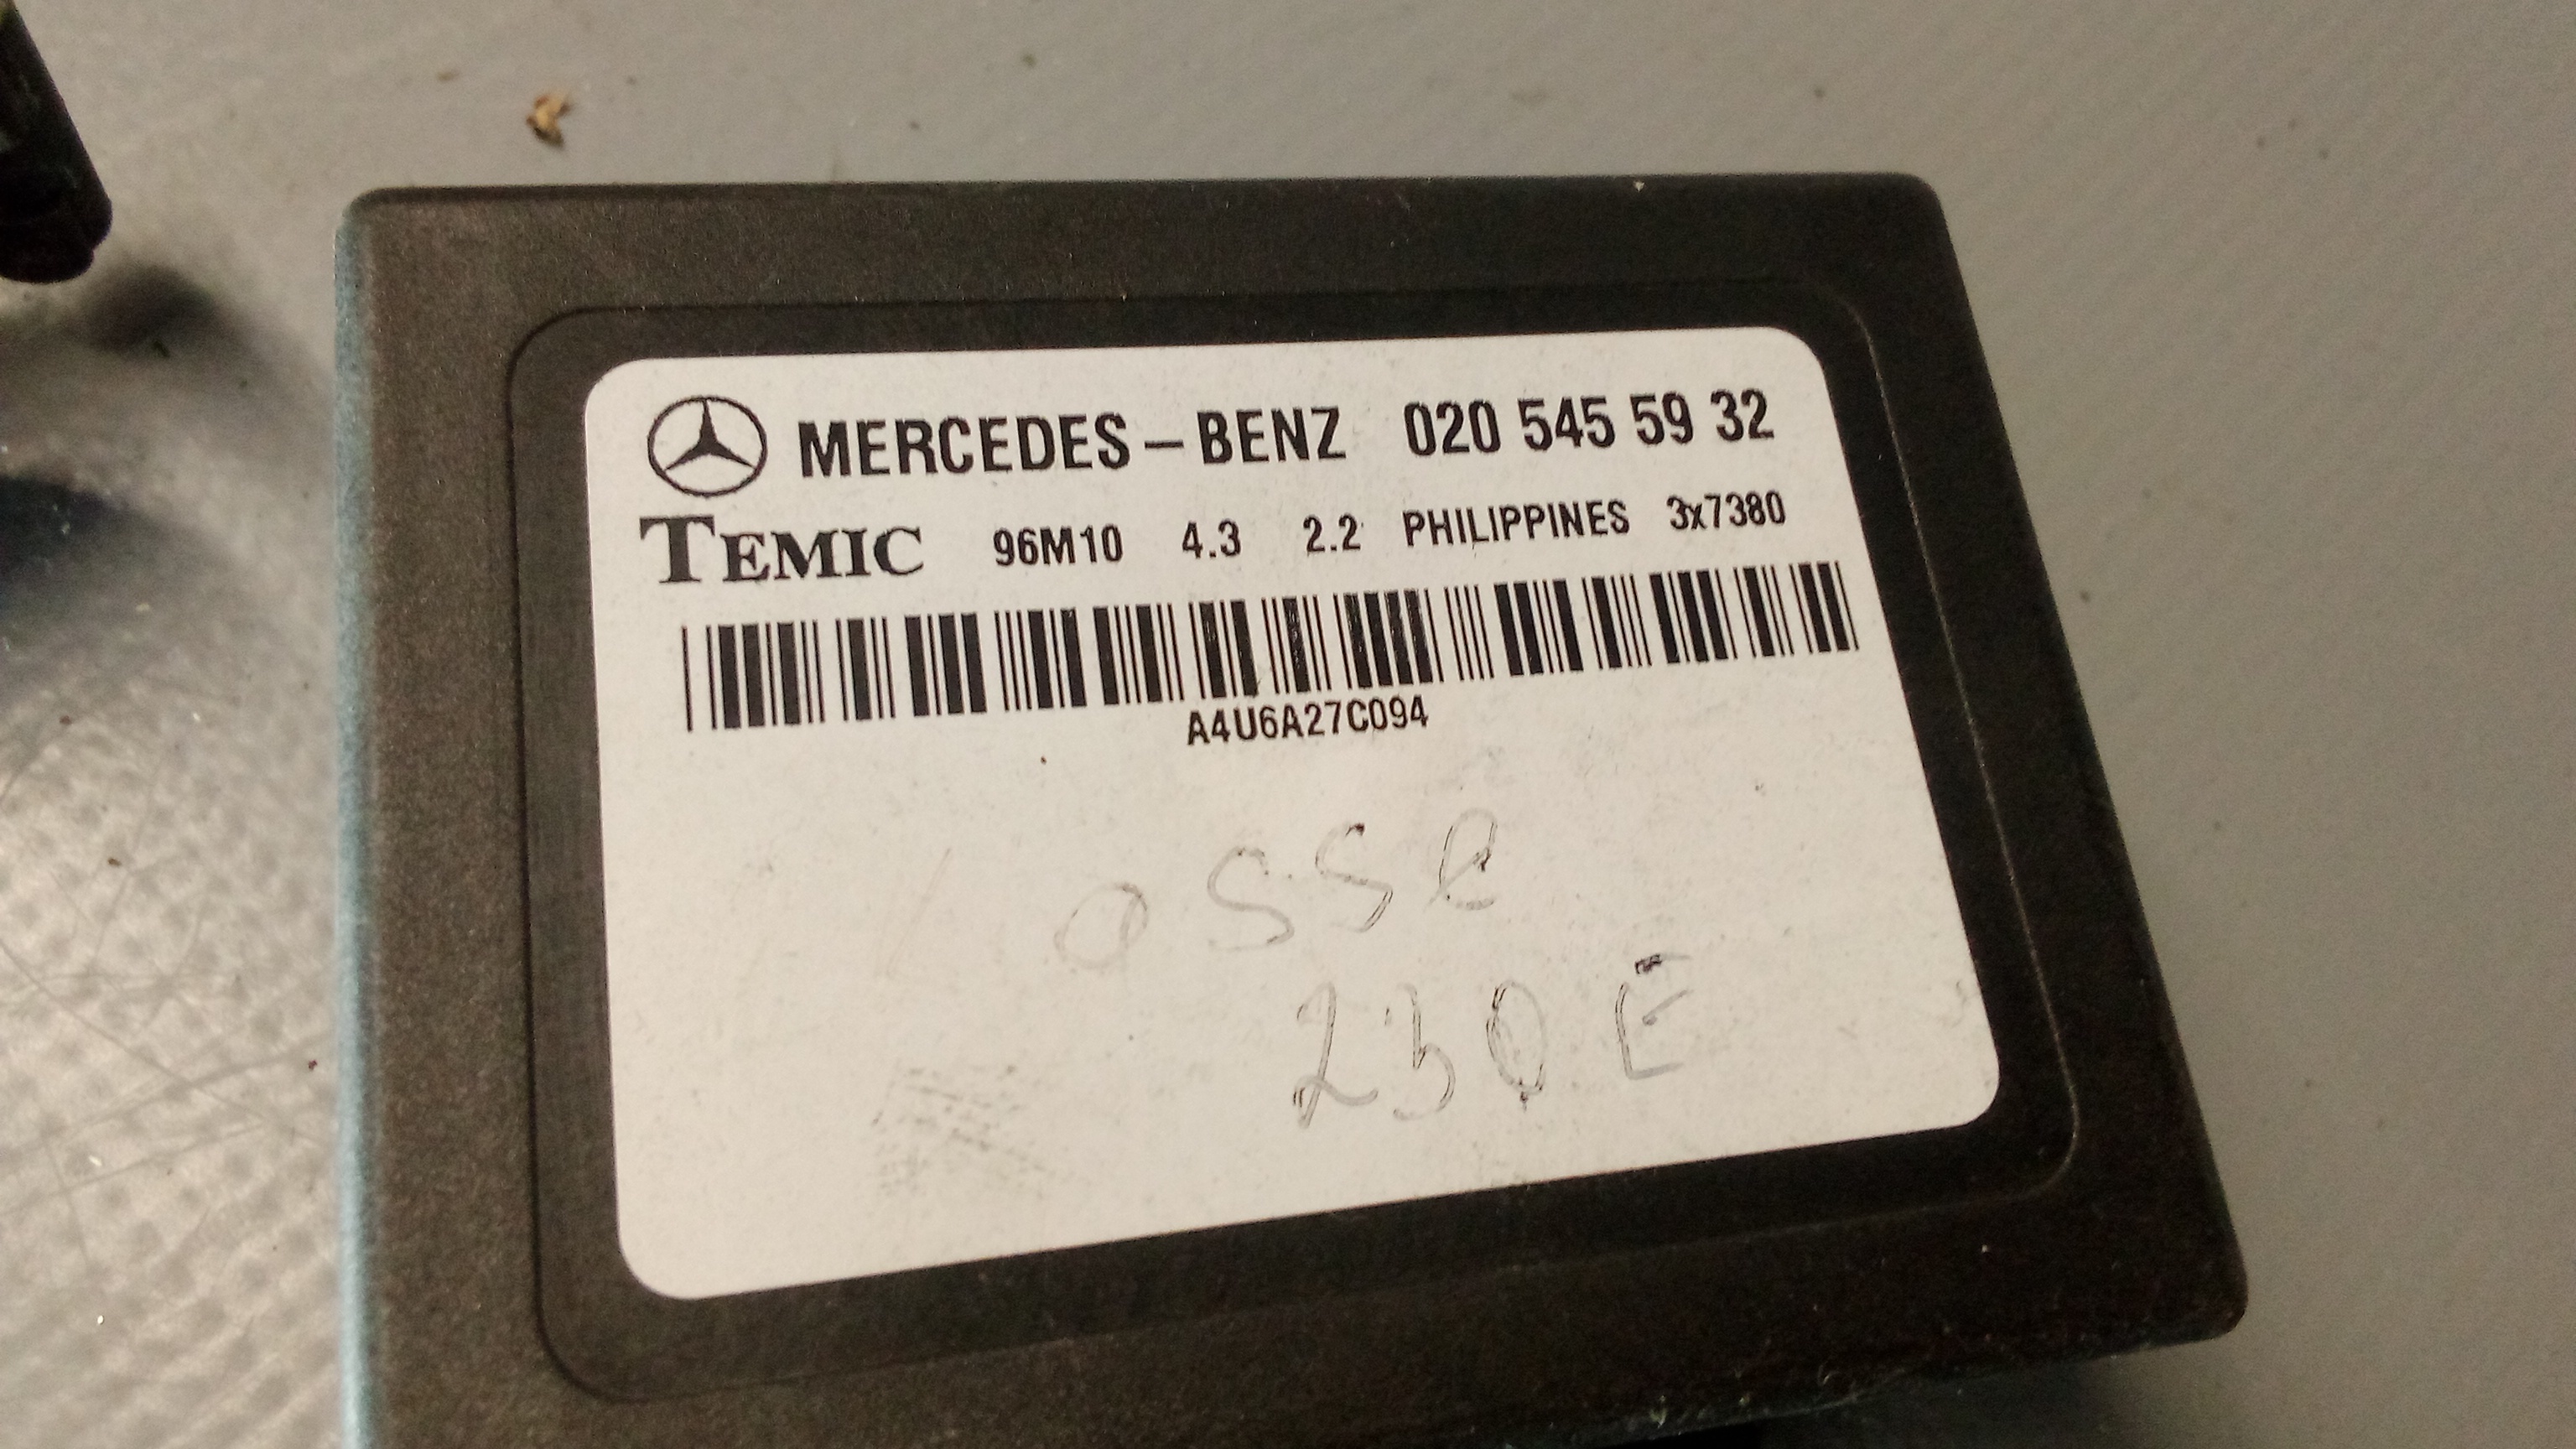 MERCEDES-BENZ 020 545 59 32
TEMIC 96M10 4.3 2.2 PHILIPPINES 3x7380
A4U6A27C094
230E